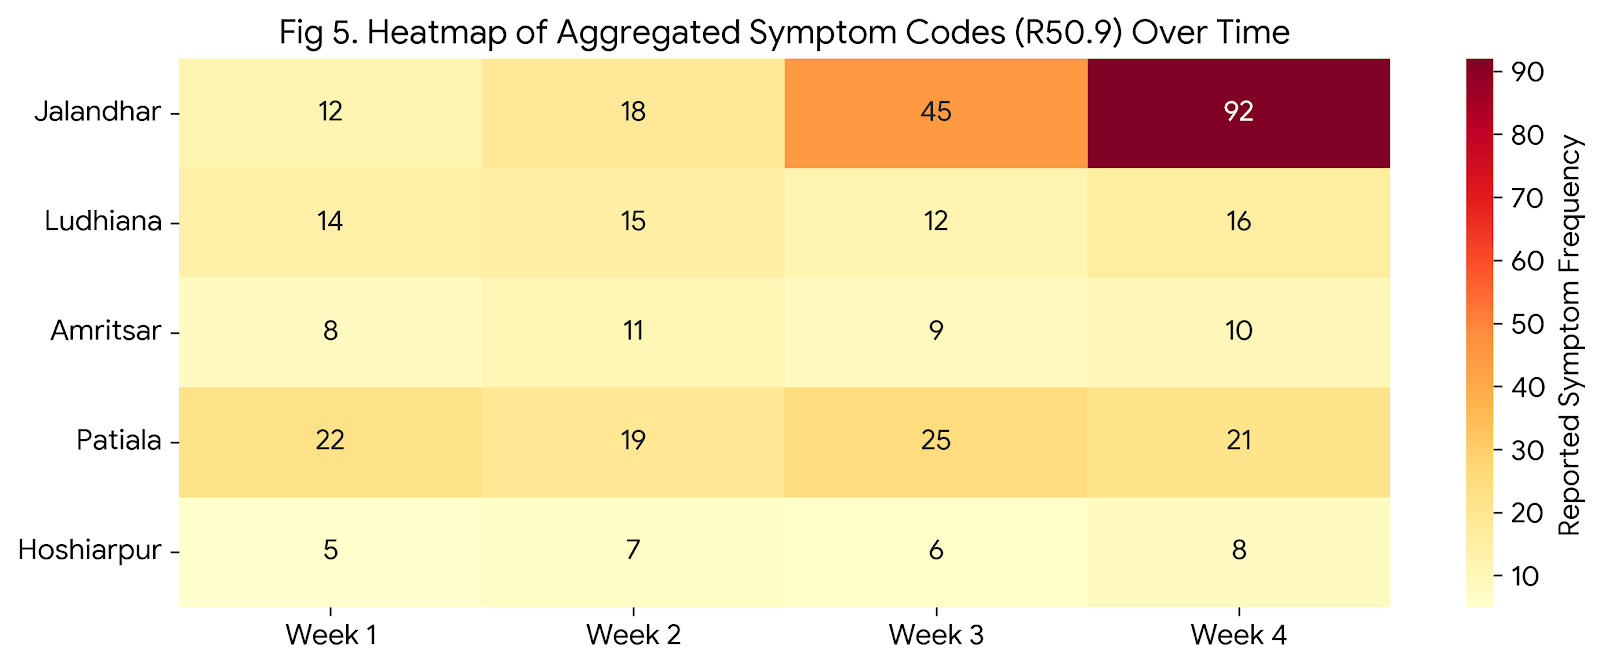 Fig 5. Heatmap of Aggregated Symptom Codes (R50.9) Over Time
Jalandhar 12 18 45 92
Ludhiana 14 15 12 16
Amritsar 8 11 9 10
Patiala 22 19 25 21
Hoshiarpur 5 7 6 8
Week 1 Week 2 Week 3 Week 4
90
80
70
60
50
40
30
20
10
Reported Symptom Frequency